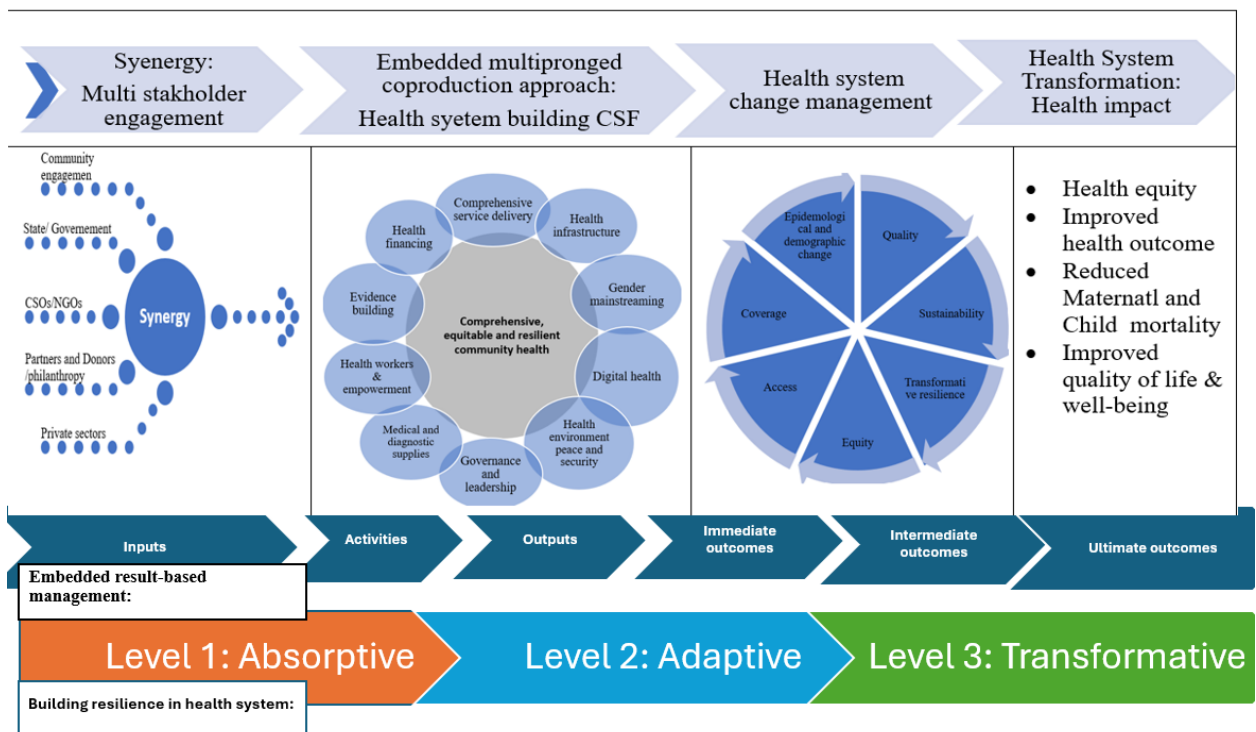 Syenergy:
Multi stakholder
engagement
Embedded multipronged
coproduction approach:
Health syetem building CSF
Health system
change management
Health System
Transformation:
Health impact
Community
engagemen
State/ Governement
CSOs/NGOs
Partners and Donors
/philanthropy
Private sectors
Synergy
Comprehensive
service delivery
Health
infrastructure
Gender
mainstreaming
Digital health
Health
environment
peace and
security
Governance
and
leadership
Medical and
diagnostic
supplies
Health workers
&
empowerment
Evidence
building
Health
financing
Comprehensive,
equitable and resilient
community health
Epidemologi
cal and
demographic
change
Quality
Sustainability
Transformati
ve resilience
Equity
Access
Coverage
• Health equity
• Improved
health outcome
• Reduced
Maternatl and
Child mortality
• Improved
quality of life &
well-being
Inputs
Activities
Outputs
Immediate
outcomes
Intermediate
outcomes
Ultimate outcomes
Embedded result-based
management:
Level 1: Absorptive
Level 2: Adaptive
Level 3: Transformative
Building resilience in health system: